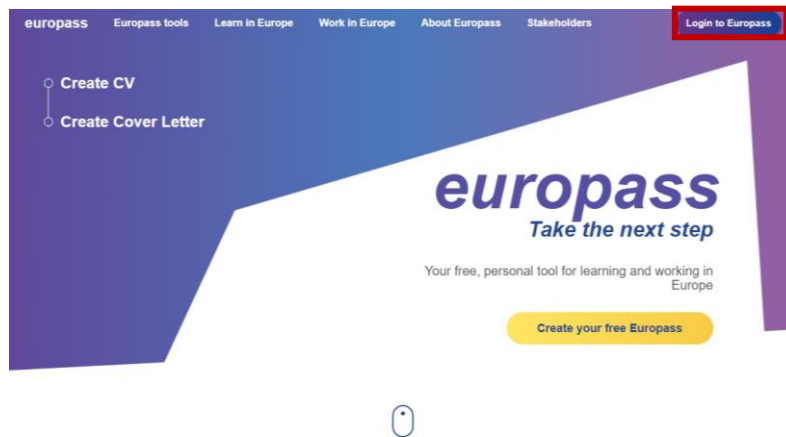 europass Europass tools Learn in Europe Work in Europe About Europass Stakeholders Login to Europass
Create CV
Create Cover Letter
europass
Take the next step
Your free, personal tool for learning and working in
Europe
Create your free Europass